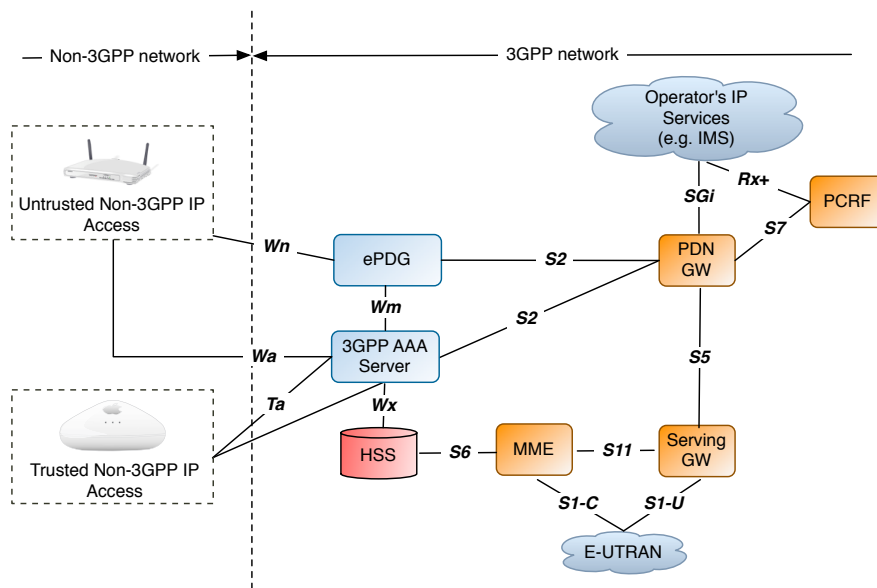 Non-3GPP network
3GPP network
Operator's IP
Services
(e.g. IMS)
Rx+
SGi
PCRF
S7
Untrusted Non-3GPP IP
Access
Wn
ePDG
S2
PDN
GW
Wm
S2
3GPP AAA
Server
Wa
S5
Ta
Wx
Trusted Non-3GPP IP
Access
HSS
S6
MME
S11
Serving
GW
S1-C
S1-U
E-UTRAN